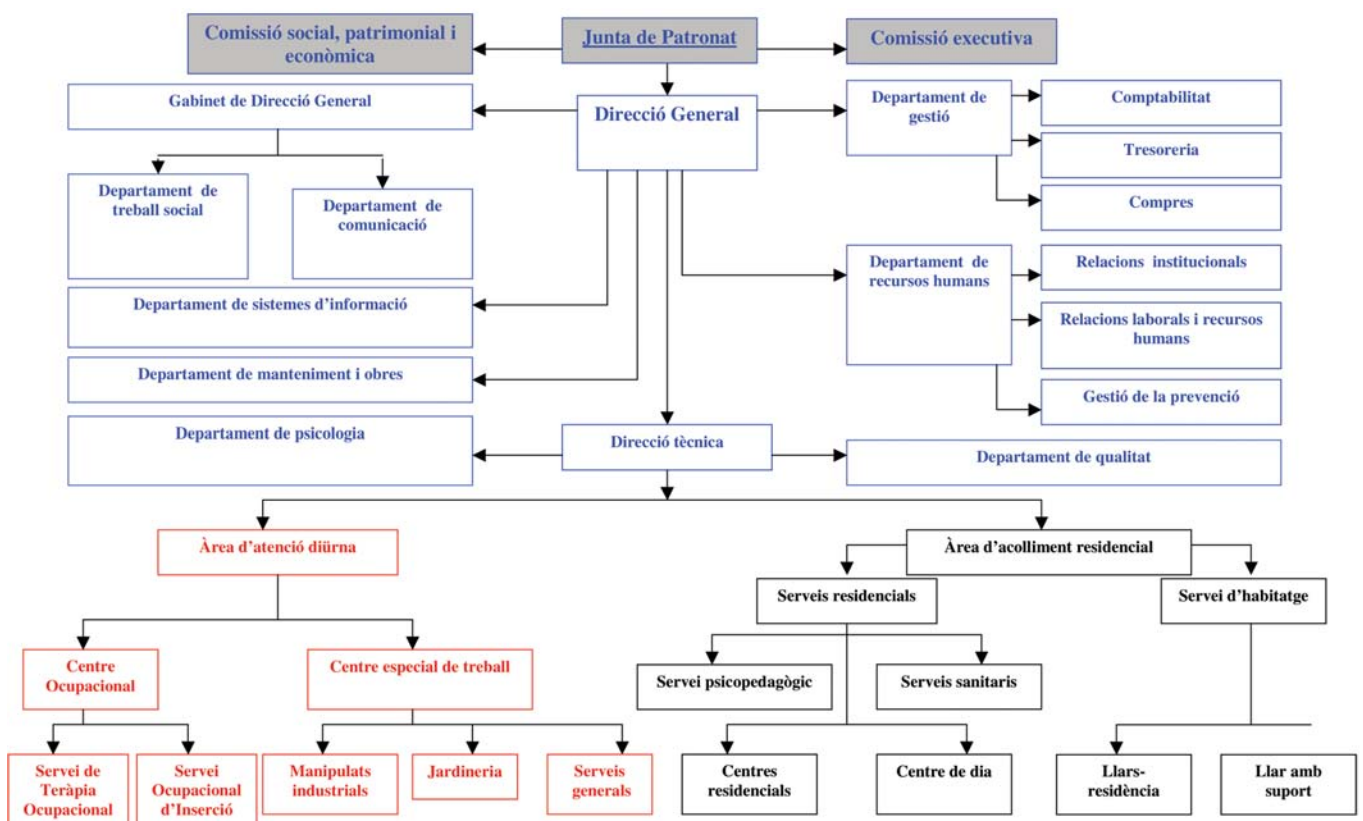 Comissió social, patrimonial i
econòmica
Junta de Patronat
Comissió executiva
Gabinet de Direcció General
Direcció General
Departament de
gestió
Comptabilitat
Tresoreria
Compres
Departament de
treball social
Departament de
comunicació
Departament de
recursos humans
Relacions institucionals
Relacions laborals i recursos
humans
Gestió de la prevenció
Departament de sistemes d’informació
Departament de manteniment i obres
Departament de psicologia
Direcció tècnica
Departament de qualitat
Àrea d’atenció diürna
Àrea d’acolliment residencial
Serveis residencials
Servei d’habitatge
Centre
Ocupacional
Centre especial de treball
Servei psicopedagògic
Serveis sanitaris
Servei de
Teràpia
Ocupacional
Servei
Ocupacional
d’Inserció
Manipulats
industrials
Jardineria
Serveis
generals
Centres
residencials
Centre de dia
Llars-
residència
Llar amb
suport